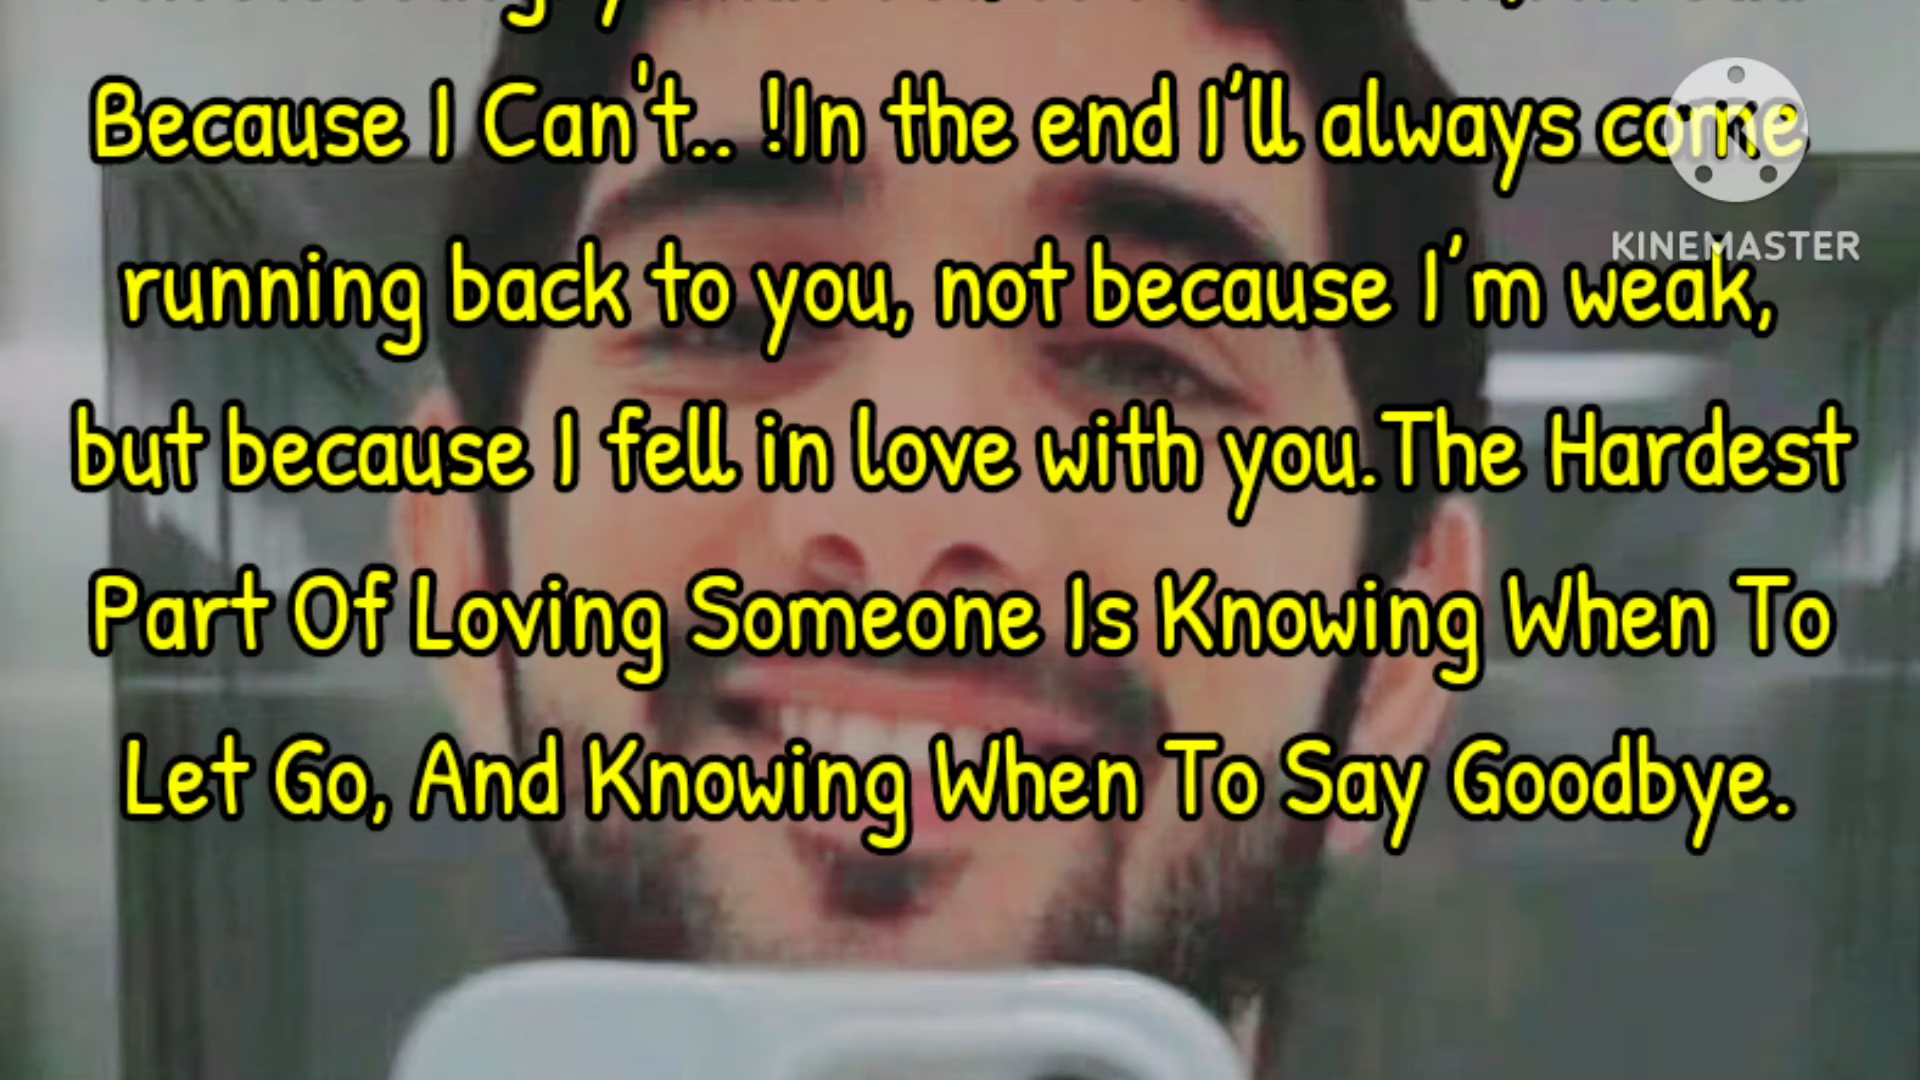 Because I Can't.. !In the end I'll always come
KINEMASTER
running back to you, not because I'm weak,
but because I fell in love with you.The Hardest
Part Of Loving Someone Is Knowing When To
Let Go, And Knowing When To Say Goodbye.